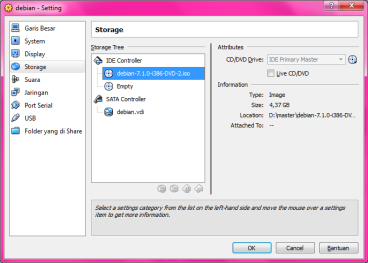 debian - Setting
Garis Besar
System
Display
Storage
Suara
Jaringan
Port Serial
USB
Folder yang di Share
Storage
Storage Tree
IDE Controller
debian-7.1.0-i386-DVD-2.iso
Empty
SATA Controller
debian.vdi
Attributes
CD/DVD Drive: IDE Primary Master
Live CD/DVD
Information
Type: Image
Size: 4,37 GB
Location: D:\master\debian-7.1.0-i386-DV...
Attached To: --
Select a settings category from the list on the left-hand side and move the mouse over a settings
item to get more information.
OK Cancel Bantuan